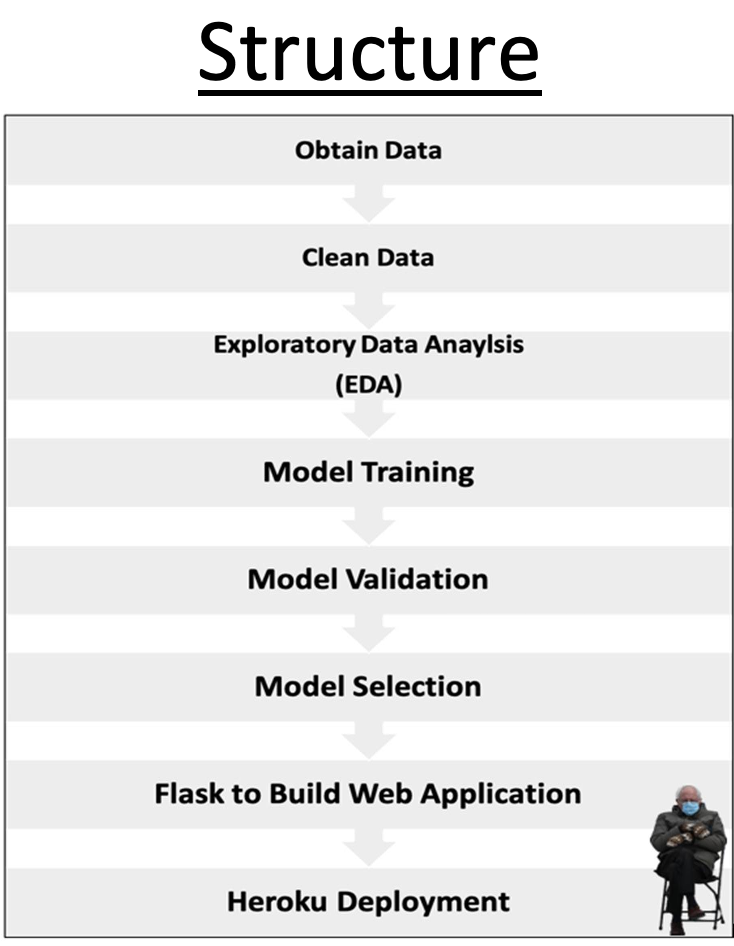 Structure
Obtain Data
Clean Data
Exploratory Data Anaylsis
(EDA)
Model Training
Model Validation
Model Selection
Flask to Build Web Application
Heroku Deployment